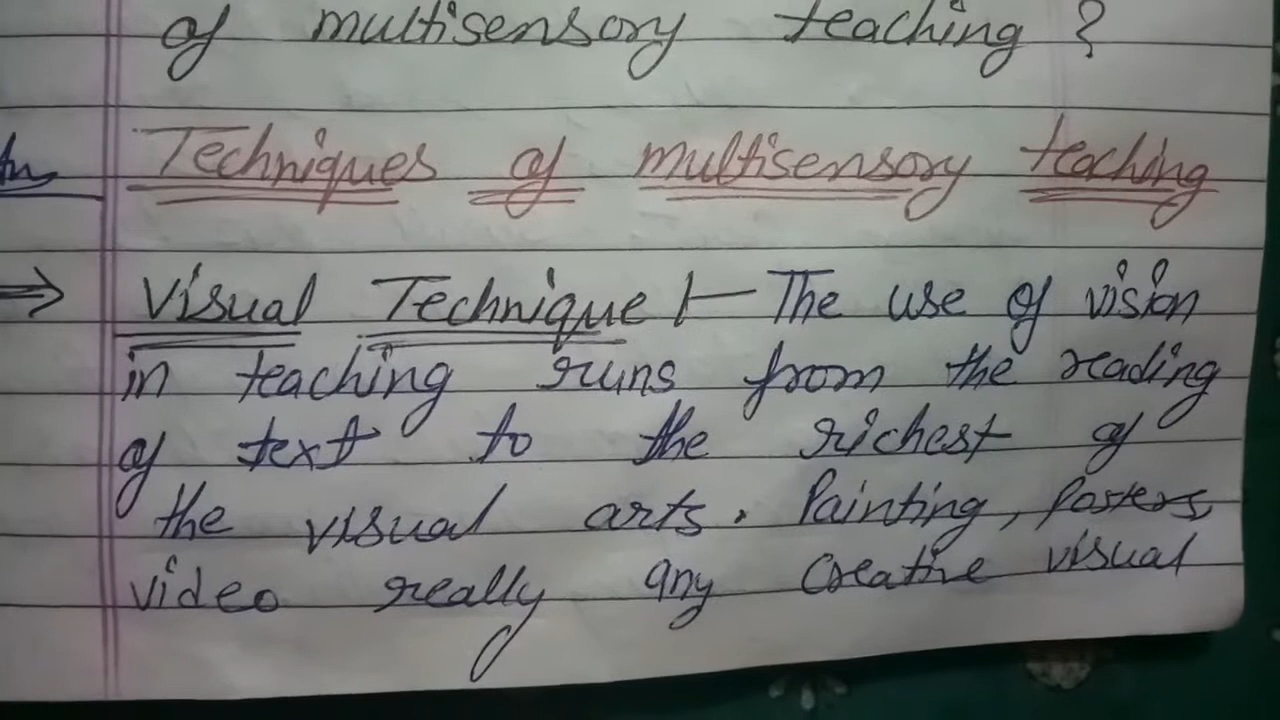 of multisensory teaching ?
Techniques of multisensory teaching
⇒ Visual Technique :- The use of vision
in teaching runs from the reading
of text to the richest of
the visual arts. Painting, Posters,
video really any creative visual